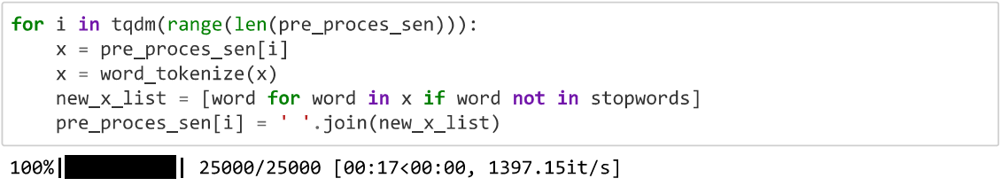 for i in tqdm(range(len(pre_proces_sen))):
    x = pre_proces_sen[i]
    x = word_tokenize(x)
    new_x_list = [word for word in x if word not in stopwords]
    pre_proces_sen[i] = ' '.join(new_x_list)
100%|██████████| 25000/25000 [00:17<00:00, 1397.15it/s]